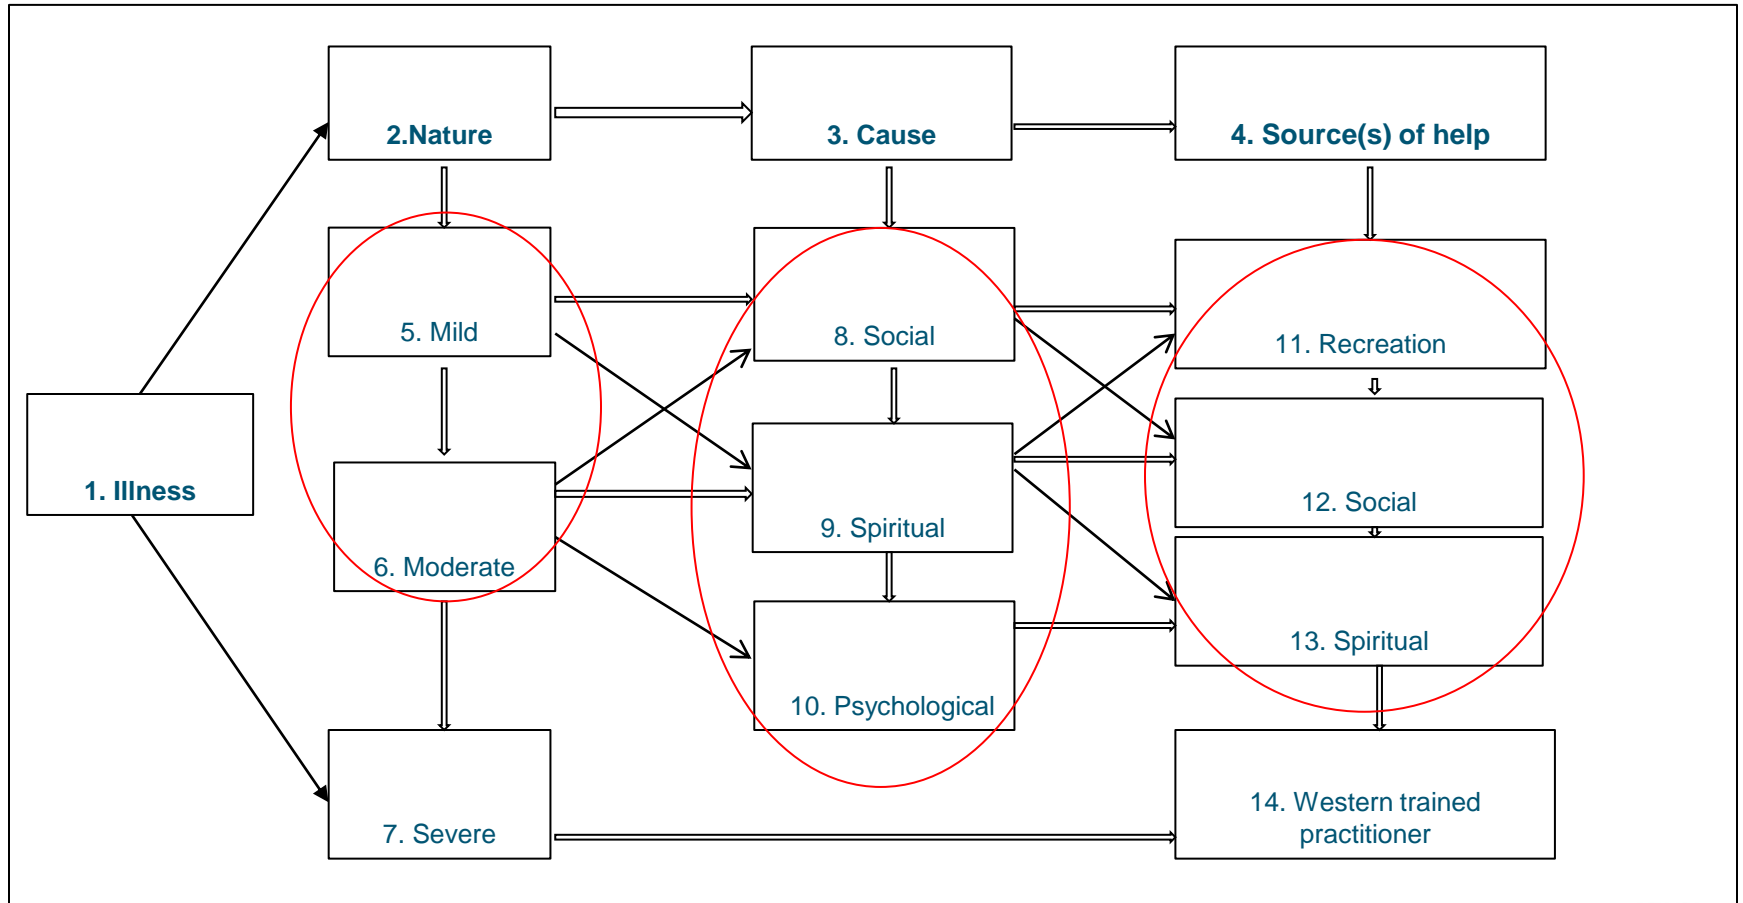 2.Nature
3. Cause
4. Source(s) of help
5. Mild
8. Social
11. Recreation
1. Illness
12. Social
9. Spiritual
6. Moderate
13. Spiritual
10. Psychological
7. Severe
14. Western trained
practitioner